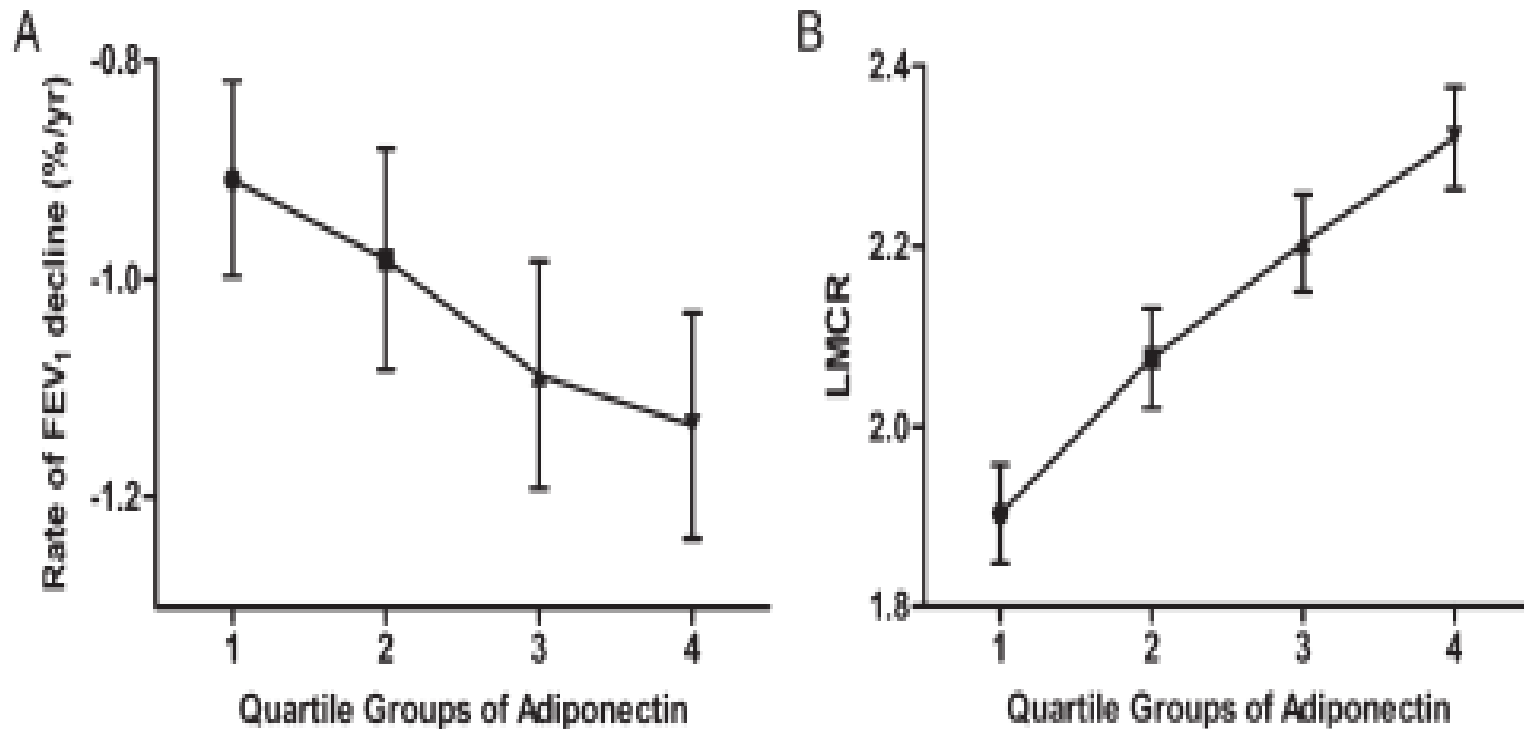 A
Rate of FEV₁ decline (%/yr)
-0.8
-1.0
-1.2
1 2 3 4
Quartile Groups of Adiponectin
B
LMCR
2.4
2.2
2.0
1.8
1 2 3 4
Quartile Groups of Adiponectin